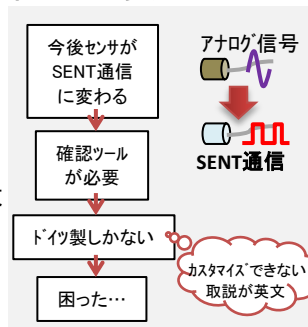 今後センサが
SENT通信
に変わる
確認ﾂｰﾙ
が必要
ﾄﾞｲﾂ製しかない
困った…
ｱﾅﾛｸﾞ信号
SENT通信
ｶｽﾀﾏｲｽﾞできない
取説が英文